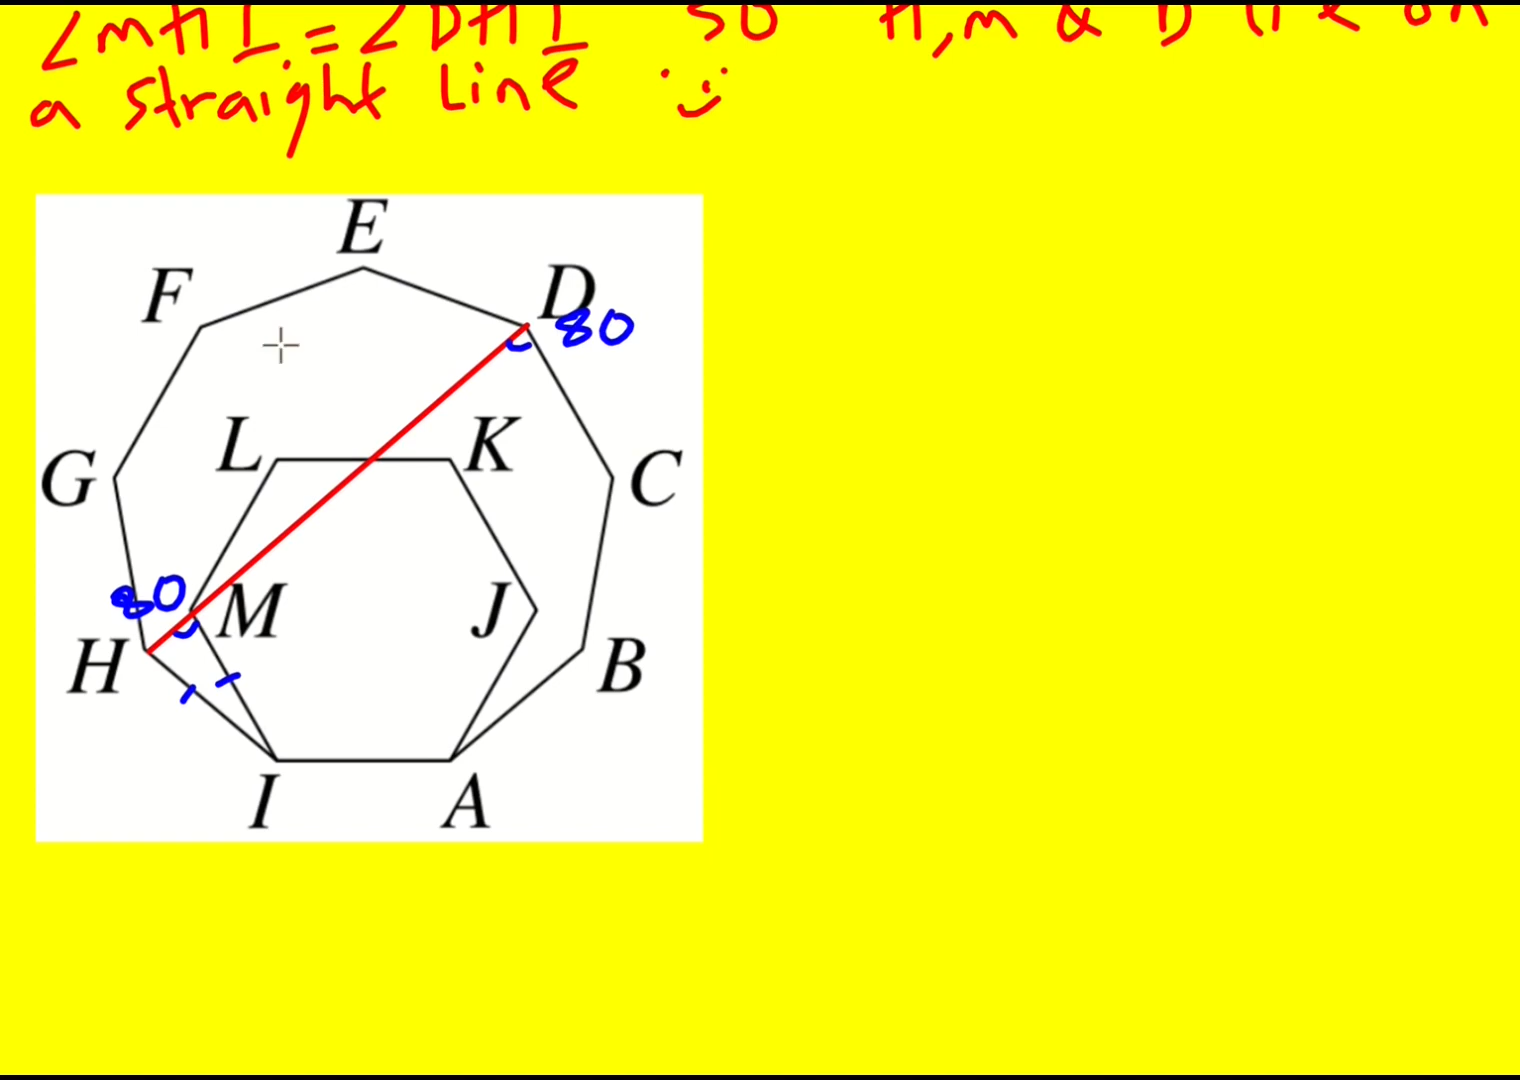 ∠MHI = ∠DHI so H, M & D lie on
a straight line
E
F
D
80
L
K
G
C
80
M
J
H
B
I
A